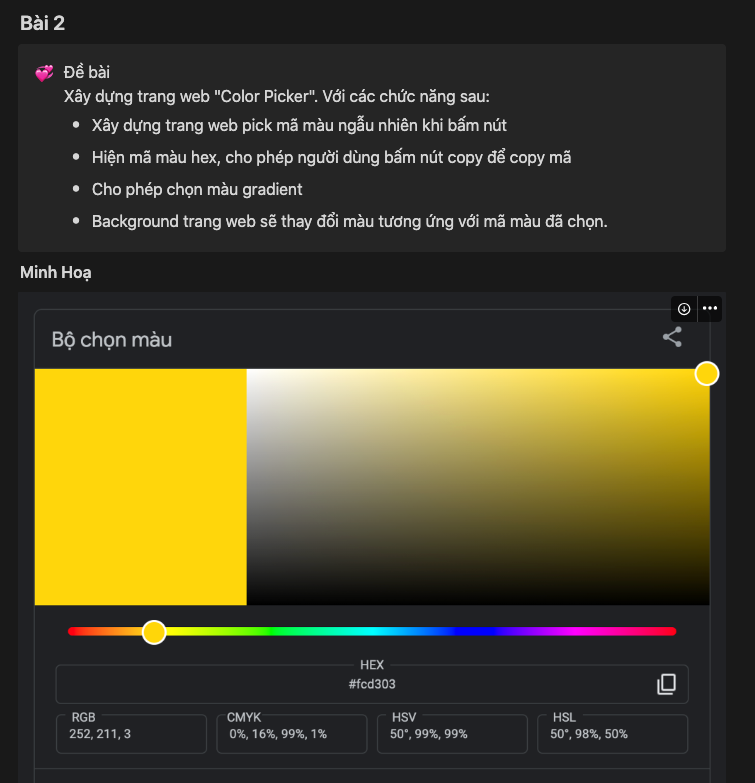 Bài 2
Đề bài
Xây dựng trang web "Color Picker". Với các chức năng sau:
Xây dựng trang web pick mã màu ngẫu nhiên khi bấm nút
Hiện mã màu hex, cho phép người dùng bấm nút copy để copy mã
Cho phép chọn màu gradient
Background trang web sẽ thay đổi màu tương ứng với mã màu đã chọn.
Minh Hoạ
Bộ chọn màu
HEX
#fcd303
RGB
252, 211, 3
CMYK
0%, 16%, 99%, 1%
HSV
50°, 99%, 99%
HSL
50°, 98%, 50%